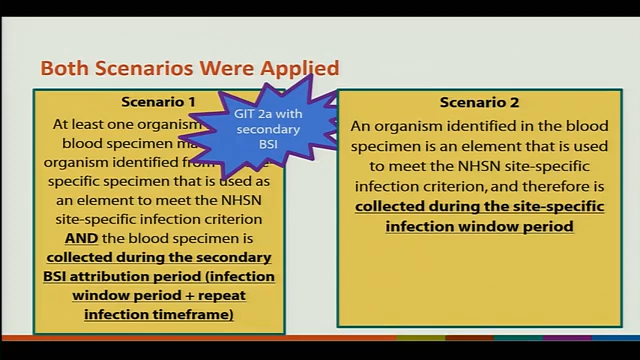 Both Scenarios Were Applied
Scenario 1
At least one organism
blood specimen
organism identified
specific specimen that is used as
an element to meet the NHSN
site-specific infection criterion
AND the blood specimen is
collected during the secondary
BSI attribution period (infection
window period + repeat
infection timeframe)
GIT 2a with
secondary
BSI
Scenario 2
An organism identified in the blood
specimen is an element that is used
to meet the NHSN site-specific
infection criterion, and therefore is
collected during the site-specific
infection window period